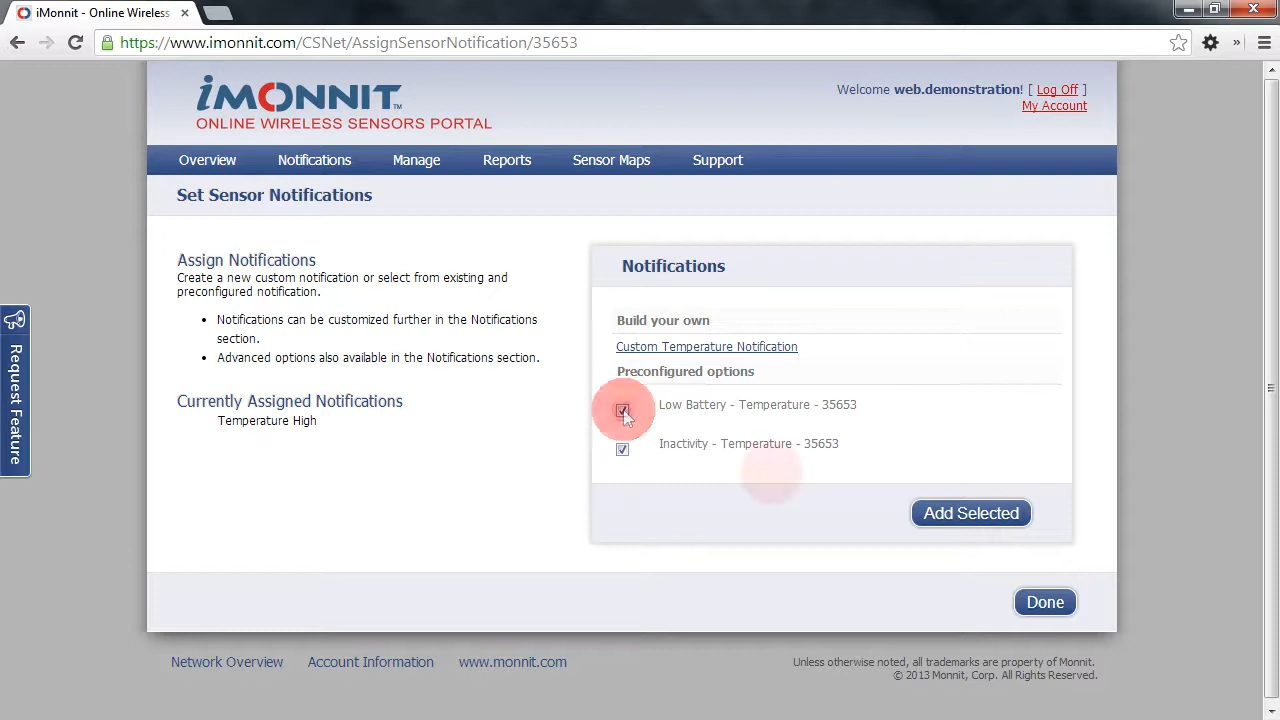 iMonnit - Online Wireless
https://www.imonnit.com/CSNet/AssignSensorNotification/35653
iMONNIT™
ONLINE WIRELESS SENSORS PORTAL
Welcome web.demonstration! [ Log Off ]
My Account
Overview Notifications Manage Reports Sensor Maps Support
Set Sensor Notifications
Assign Notifications
Create a new custom notification or select from existing and
preconfigured notification.
• Notifications can be customized further in the Notifications
section.
• Advanced options also available in the Notifications section.
Currently Assigned Notifications
Temperature High
Notifications
Build your own
Custom Temperature Notification
Preconfigured options
Low Battery - Temperature - 35653
Inactivity - Temperature - 35653
Add Selected
Done
Request Feature
Network Overview Account Information www.monnit.com
Unless otherwise noted, all trademarks are property of Monnit.
© 2013 Monnit, Corp. All Rights Reserved.